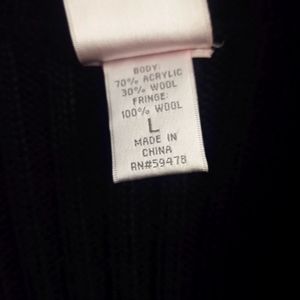 BODY:
70% ACRYLIC
30% WOOL
FRINGE:
100% WOOL
L
MADE IN
CHINA
RN#59478